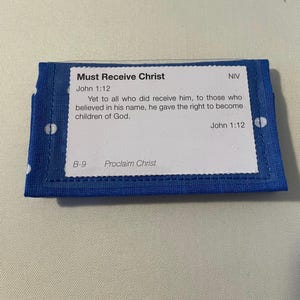 Must Receive Christ NIV
John 1:12
Yet to all who did receive him, to those who
believed in his name, he gave the right to become
children of God.
John 1:12
B-9 Proclaim Christ